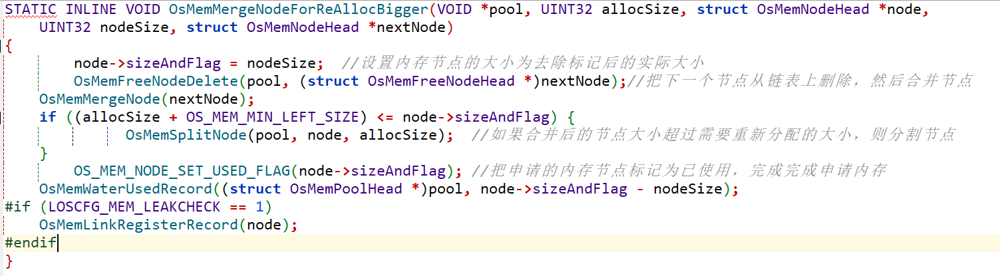 STATIC INLINE VOID OsMemMergeNodeForReAllocBigger(VOID *pool, UINT32 allocSize, struct OsMemNodeHead *node,
UINT32 nodeSize, struct OsMemNodeHead *nextNode)
{
node->sizeAndFlag = nodeSize; //设置内存节点的大小为去除标记后的实际大小
OsMemFreeNodeDelete(pool, (struct OsMemFreeNodeHead *)nextNode);//把下一个节点从链表上删除，然后合并节点
OsMemMergeNode(nextNode);
if ((allocSize + OS_MEM_MIN_LEFT_SIZE) <= node->sizeAndFlag) {
OsMemSplitNode(pool, node, allocSize); //如果合并后的节点大小超过需要重新分配的大小，则分割节点
}
OS_MEM_NODE_SET_USED_FLAG(node->sizeAndFlag); //把申请的内存节点标记为已使用，完成完成申请内存
OsMemWaterUsedRecord((struct OsMemPoolHead *)pool, node->sizeAndFlag - nodeSize);
#if (LOSCFG_MEM_LEAKCHECK == 1)
OsMemLinkRegisterRecord(node);
#endif
}